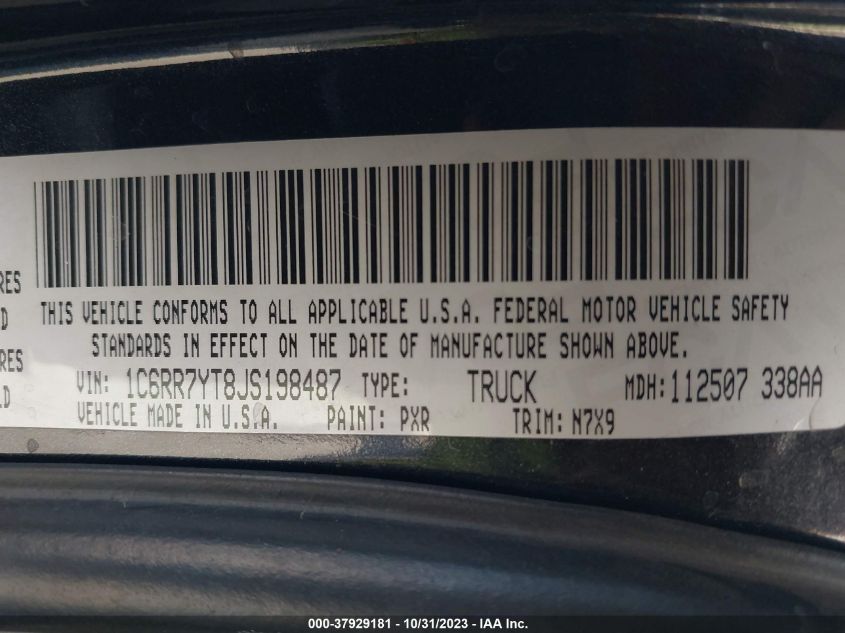 RES
D
RES
LD
THIS VEHICLE CONFORMS TO ALL APPLICABLE U.S.A. FEDERAL MOTOR VEHICLE SAFETY
STANDARDS IN EFFECT ON THE DATE OF MANUFACTURE SHOWN ABOVE.
VIN: 1C6RR7YT8JS198487 TYPE: TRUCK MDH:112507 338AA
VEHICLE MADE IN U.S.A. PAINT: PXR TRIM: N7X9
000-37929181 - 10/31/2023 - IAA Inc.